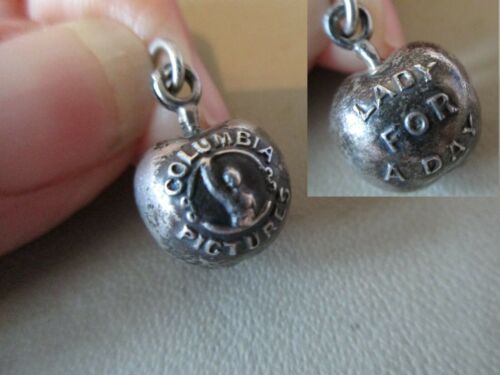 COLUMBIA
PICTURES
LADY
FOR
A DAY